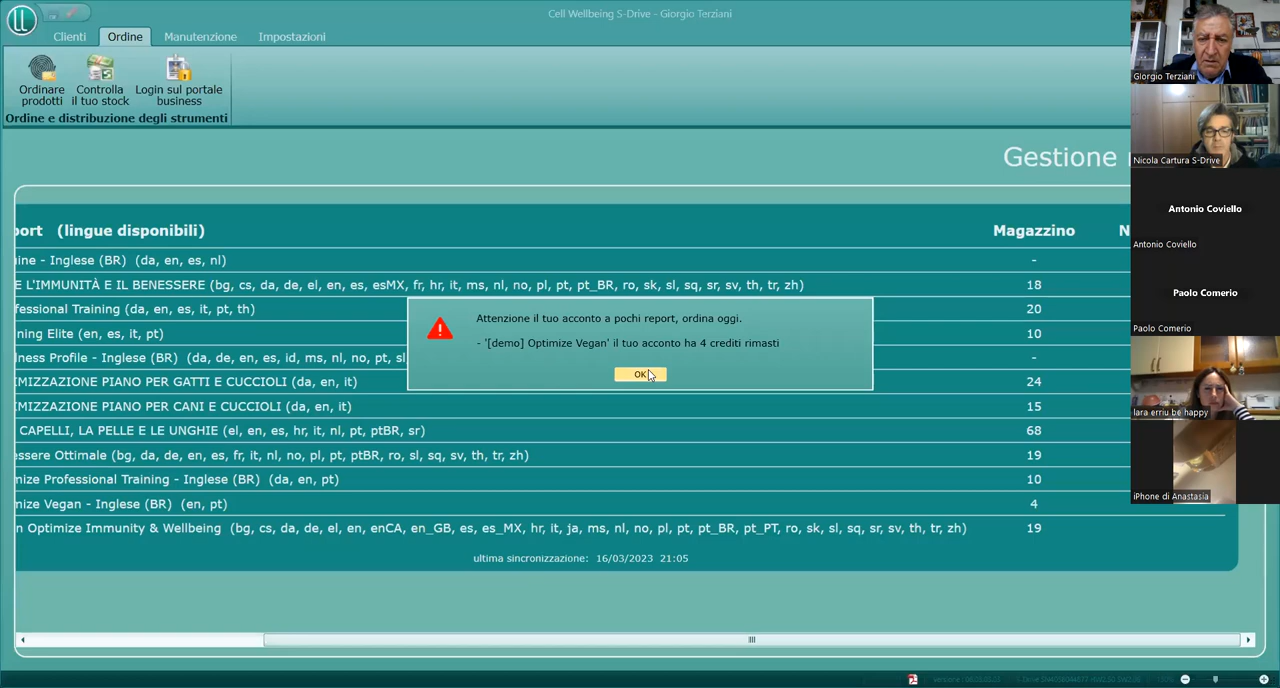 Cell Wellbeing S-Drive - Giorgio Terziani
Clienti
Ordine
Manutenzione
Impostazioni
Ordinare prodotti
Controlla il tuo stock
Login sul portale business
Ordine e distribuzione degli strumenti
Gestione
port (lingue disponibili) Magazzino N
ine - Inglese (BR) (da, en, es, nl) -
E L'IMMUNITÀ E IL BENESSERE (bg, cs, da, de, el, en, es, esMX, fr, hr, it, ms, nl, no, pl, pt, pt_BR, ro, sk, sl, sq, sr, sv, th, tr, zh) 18
fessional Training (da, en, es, it, pt, th) 20
ning Elite (en, es, it, pt) 10
lness Profile - Inglese (BR) (da, de, en, es, id, ms, nl, no, pt, sl -
IMIZZAZIONE PIANO PER GATTI E CUCCIOLI (da, en, it) 24
IMIZZAZIONE PIANO PER CANI E CUCCIOLI (da, en, it) 15
CAPELLI, LA PELLE E LE UNGHIE (el, en, es, hr, it, nl, pt, ptBR, sr) 68
ssere Ottimale (bg, da, de, en, es, fr, it, nl, no, pl, pt, ptBR, ro, sl, sq, sv, th, tr, zh) 19
nize Professional Training - Inglese (BR) (da, en, pt) 10
nize Vegan - Inglese (BR) (en, pt) 4
n Optimize Immunity & Wellbeing (bg, cs, da, de, el, en, enCA, en_GB, es, es_MX, hr, it, ja, ms, nl, no, pl, pt, pt_BR, pt_PT, ro, sk, sl, sq, sr, sv, th, tr, zh) 19
ultima sincronizzazione: 16/03/2023 21:05
Attenzione il tuo acconto a pochi report, ordina oggi.
- '[demo] Optimize Vegan' il tuo acconto ha 4 crediti rimasti
OK
Giorgio Terziani
Nicola Cartura S-Drive
Antonio Coviello
Antonio Coviello
Paolo Comerio
Paolo Comerio
lara erriu be happy
iPhone di Anastasia